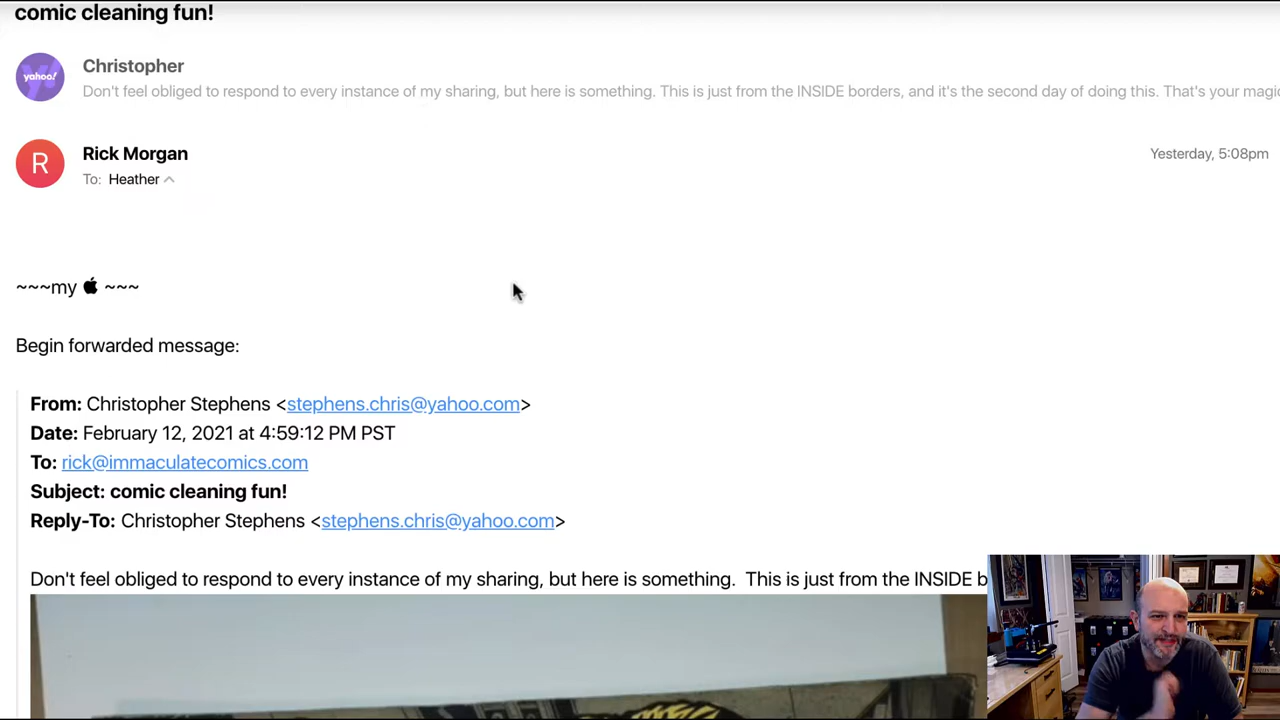 comic cleaning fun!
yahoo!
Christopher
Don't feel obliged to respond to every instance of my sharing, but here is something. This is just from the INSIDE borders, and it's the second day of doing this. That's your magic
R
Rick Morgan
Yesterday, 5:08pm
To: Heather
~~~my  ~~~
Begin forwarded message:
From: Christopher Stephens <stephens.chris@yahoo.com>
Date: February 12, 2021 at 4:59:12 PM PST
To: rick@immaculatecomics.com
Subject: comic cleaning fun!
Reply-To: Christopher Stephens <stephens.chris@yahoo.com>
Don't feel obliged to respond to every instance of my sharing, but here is something.  This is just from the INSIDE b